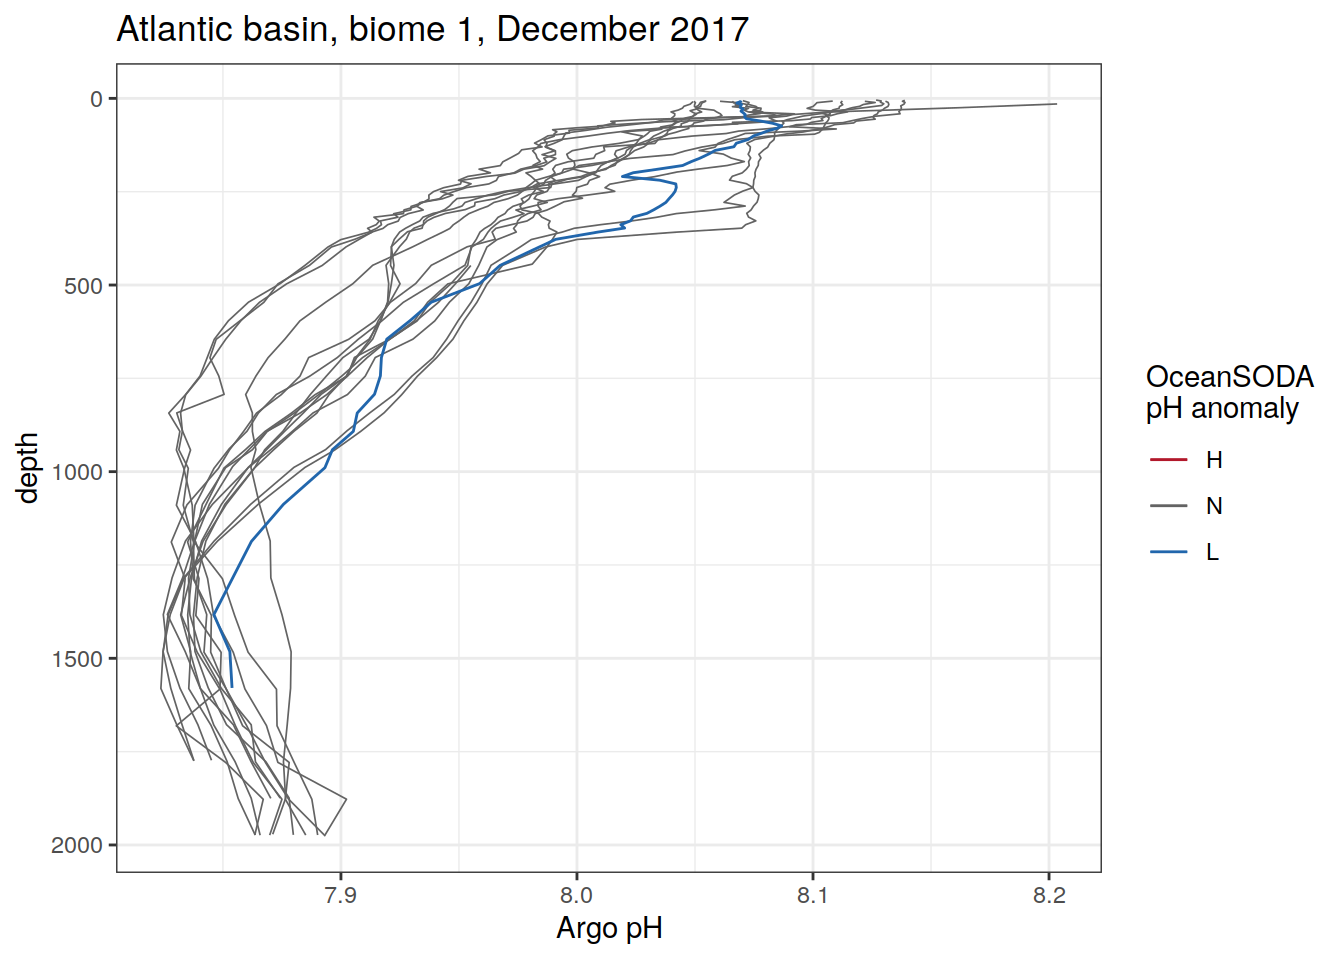 Atlantic basin, biome 1, December 2017
0
500
1000
1500
2000
depth
7.9
8.0
8.1
8.2
Argo pH
OceanSODA
pH anomaly
H
N
L